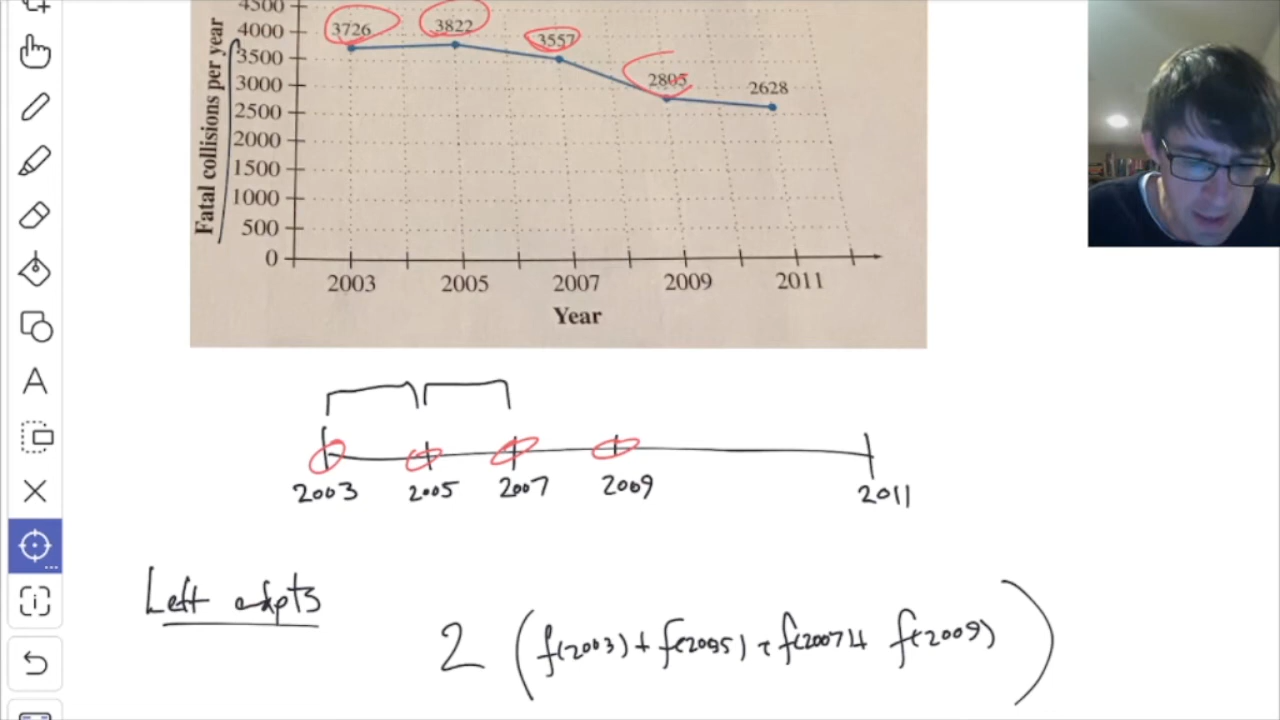 4500
4000
3500
3000
2500
2000
1500
1000
500
0
Fatal collisions per year
3726
3822
3557
2805
2628
2003 2005 2007 2009 2011
Year
2003 2005 2007 2009 2011
Left endpts
2 (f(2003) + f(2005) + f(2007) + f(2009))
A